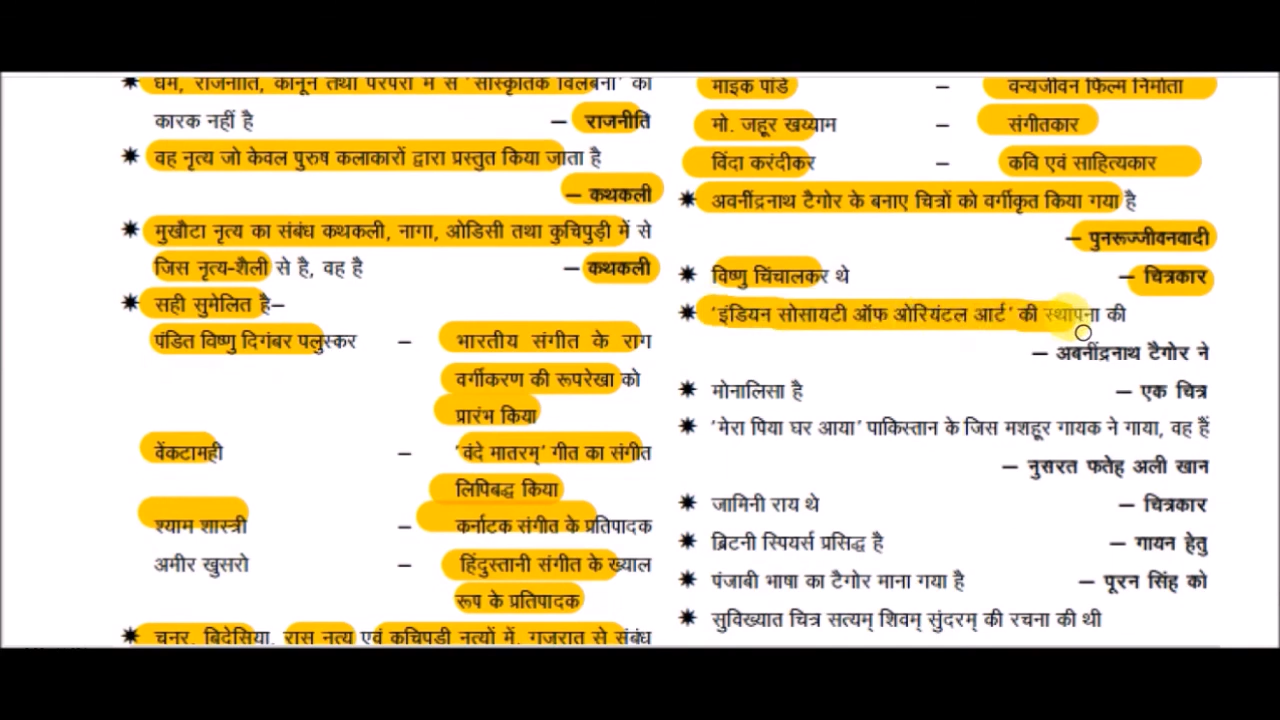 धर्म, राजनीति, कानून तथा परंपरा में से 'सांस्कृतिक विलंबना' का
कारक नहीं है – राजनीति
✷ वह नृत्य जो केवल पुरुष कलाकारों द्वारा प्रस्तुत किया जाता है
– कथकली
✷ मुखौटा नृत्य का संबंध कथकली, नागा, ओडिसी तथा कुचिपुड़ी में से
जिस नृत्य-शैली से है, वह है – कथकली
✷ सही सुमेलित है–
पंडित विष्णु दिगंबर पलुस्कर – भारतीय संगीत के राग
वर्गीकरण की रूपरेखा को
प्रारंभ किया
वेंकटामही – 'वंदे मातरम्' गीत का संगीत
लिपिबद्ध किया
श्याम शास्त्री – कर्नाटक संगीत के प्रतिपादक
अमीर खुसरो – हिंदुस्तानी संगीत के ख्याल
रूप के प्रतिपादक
✷ चनर, बिदेसिया, रास नृत्य एवं कुचिपुड़ी नृत्यों में, गुजरात से संबंध
माइक पांडे – वन्यजीवन फिल्म निर्माता
मो. जहूर खय्याम – संगीतकार
विंदा करंदीकर – कवि एवं साहित्यकार
✷ अवनींद्रनाथ टैगोर के बनाए चित्रों को वर्गीकृत किया गया है
– पुनरूज्जीवनवादी
✷ विष्णु चिंचालकर थे – चित्रकार
✷ 'इंडियन सोसायटी ऑफ ओरियंटल आर्ट' की स्थापना की
– अबनींद्रनाथ टैगोर ने
✷ मोनालिसा है – एक चित्र
✷ 'मेरा पिया घर आया' पाकिस्तान के जिस मशहूर गायक ने गाया, वह हैं
– नुसरत फतेह अली खान
✷ जामिनी राय थे – चित्रकार
✷ ब्रिटनी स्पियर्स प्रसिद्ध है – गायन हेतु
✷ पंजाबी भाषा का टैगोर माना गया है – पूरन सिंह को
✷ सुविख्यात चित्र सत्यम् शिवम् सुंदरम् की रचना की थी